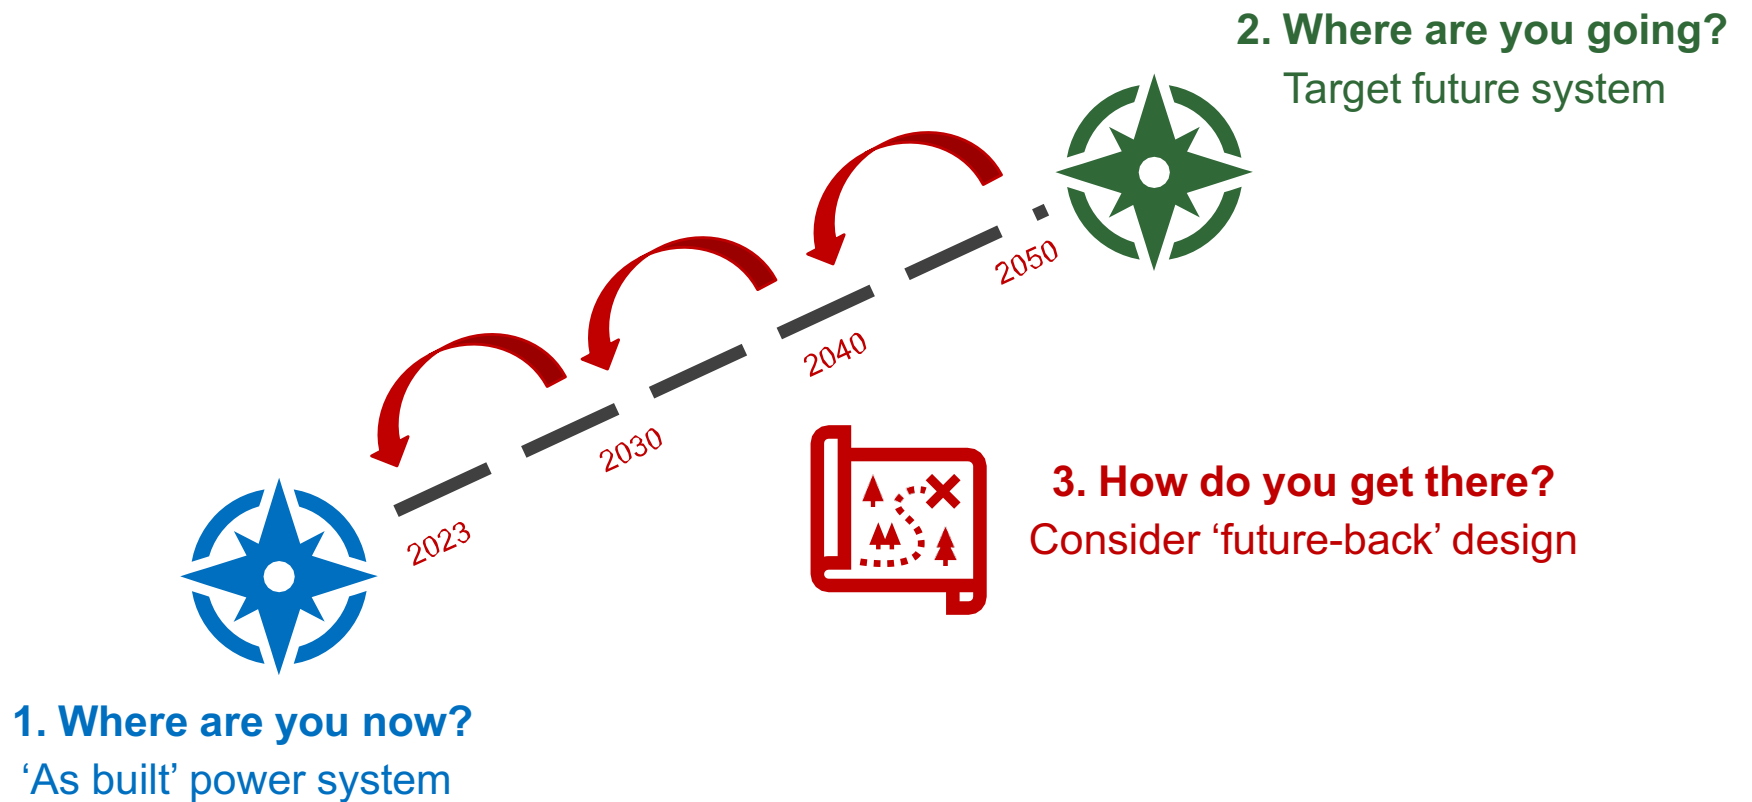 2. Where are you going?
Target future system
2050
2040
2030
2023
3. How do you get there?
Consider ‘future-back’ design
1. Where are you now?
‘As built’ power system